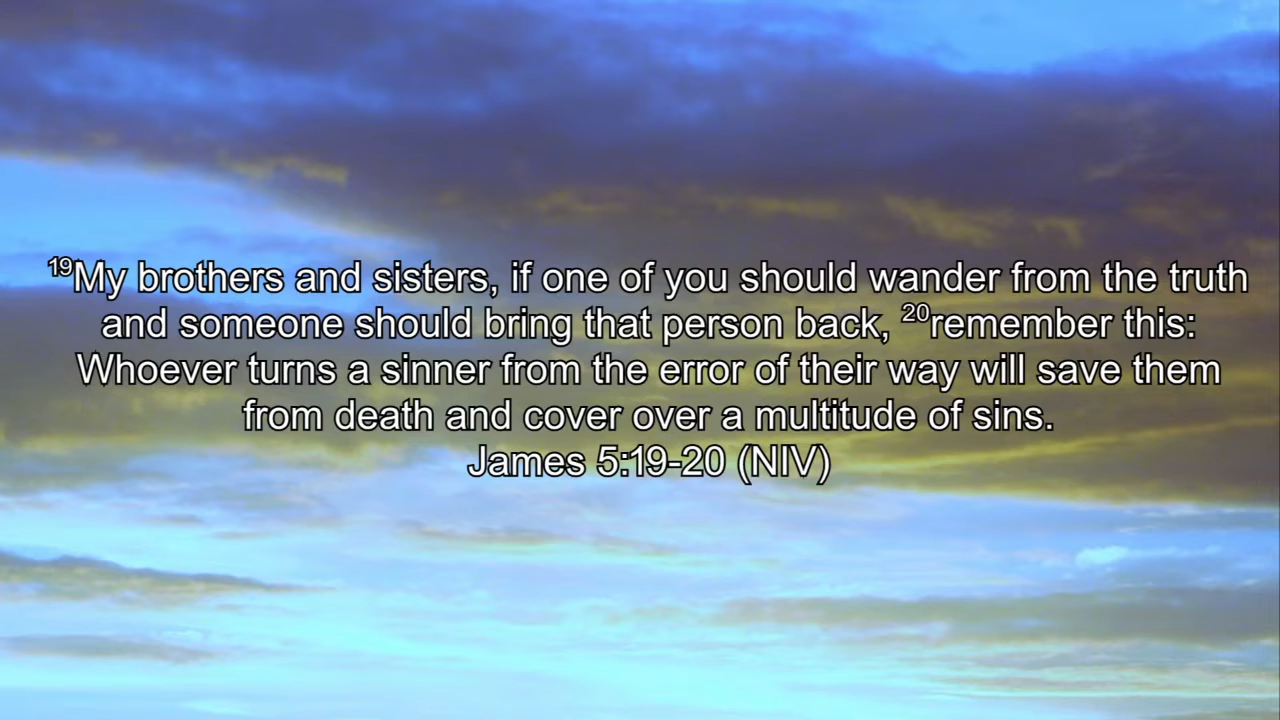 ¹⁹My brothers and sisters, if one of you should wander from the truth
and someone should bring that person back, ²⁰remember this:
Whoever turns a sinner from the error of their way will save them
from death and cover over a multitude of sins.
James 5:19-20 (NIV)